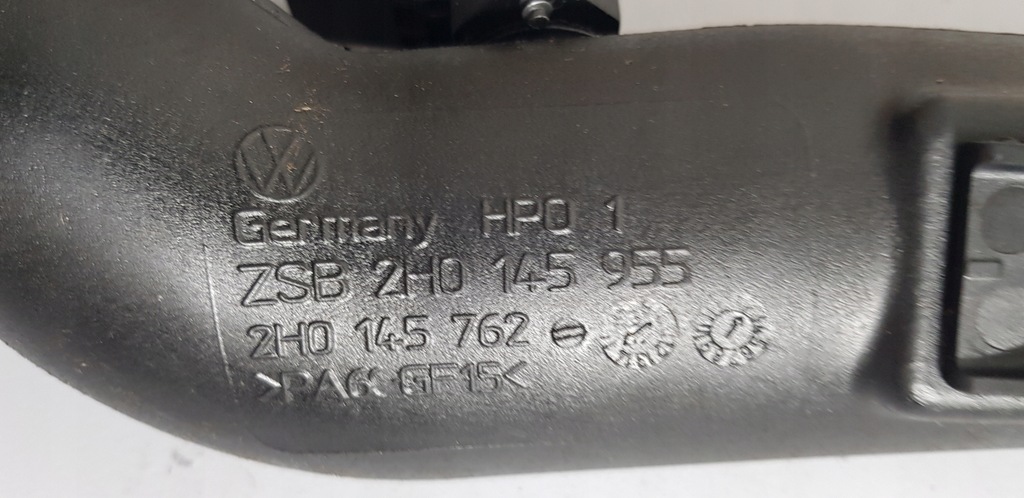 Germany HPO 1
ZSB 2H0 145 955
2H0 145 762
>PA6 GF15<